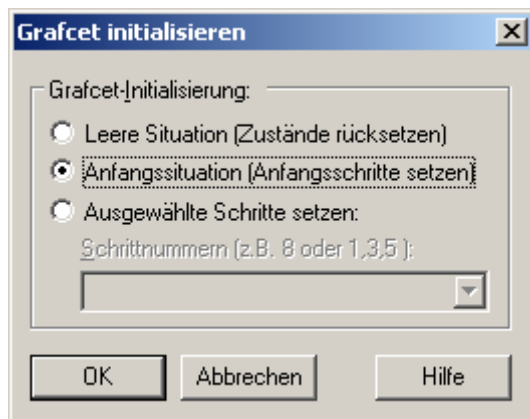 Grafcet initialisieren
Grafcet-Initialisierung:
Leere Situation (Zustände rücksetzen)
Anfangssituation (Anfangsschritte setzen)
Ausgewählte Schritte setzen:
Schrittnummern (z.B. 8 oder 1,3,5 ):
OK
Abbrechen
Hilfe